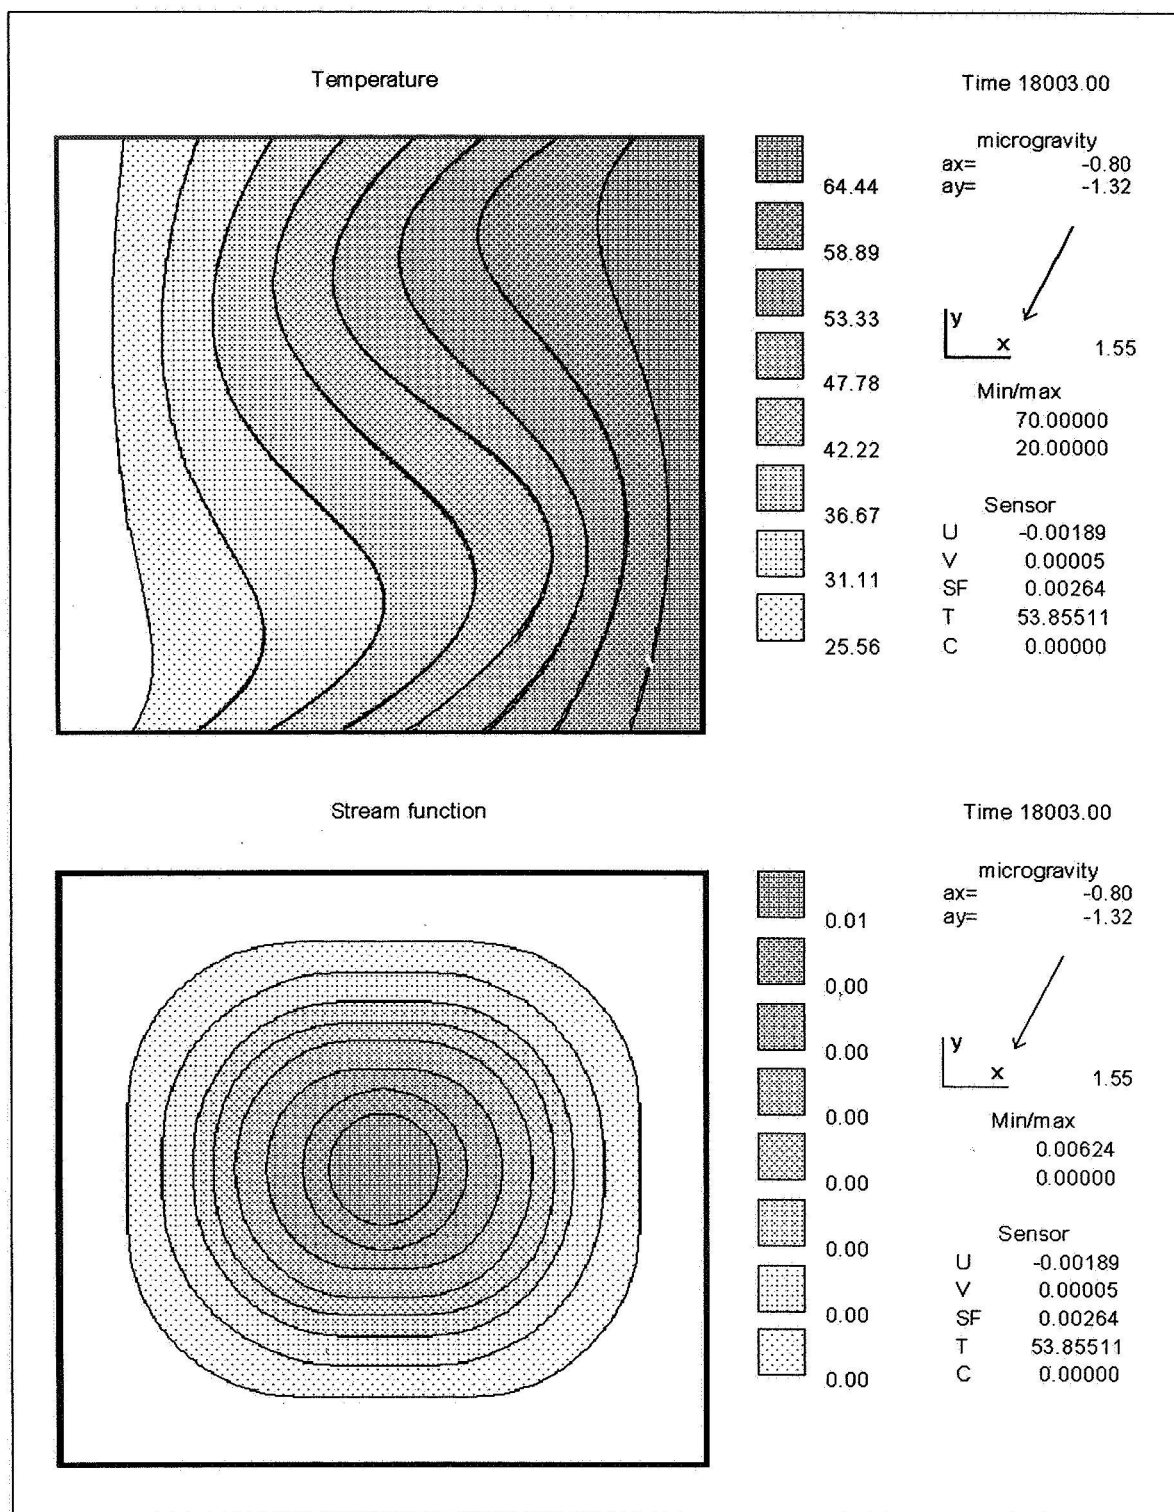 Temperature
Time 18003.00
microgravity
ax= -0.80
ay= -1.32
64.44
58.89
53.33
47.78
42.22
36.67
31.11
25.56
y
x
1.55
Min/max
70.00000
20.00000
Sensor
U -0.00189
V 0.00005
SF 0.00264
T 53.85511
C 0.00000
Stream function
Time 18003.00
microgravity
ax= -0.80
ay= -1.32
0.01
0.00
0.00
0.00
0.00
0.00
0.00
0.00
y
x
1.55
Min/max
0.00624
0.00000
Sensor
U -0.00189
V 0.00005
SF 0.00264
T 53.85511
C 0.00000